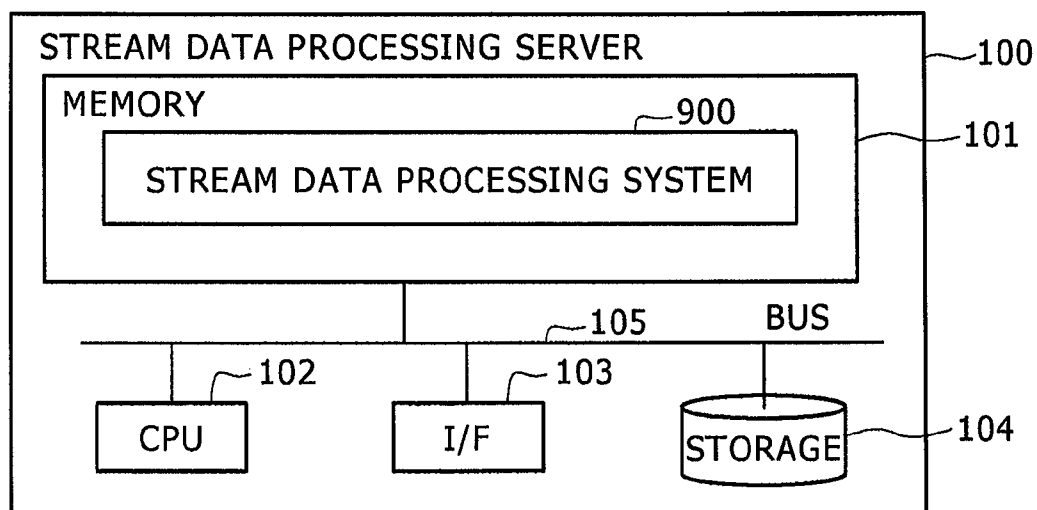 STREAM DATA PROCESSING SERVER
100
MEMORY
900
101
STREAM DATA PROCESSING SYSTEM
105
BUS
102
103
CPU
I/F
STORAGE
104